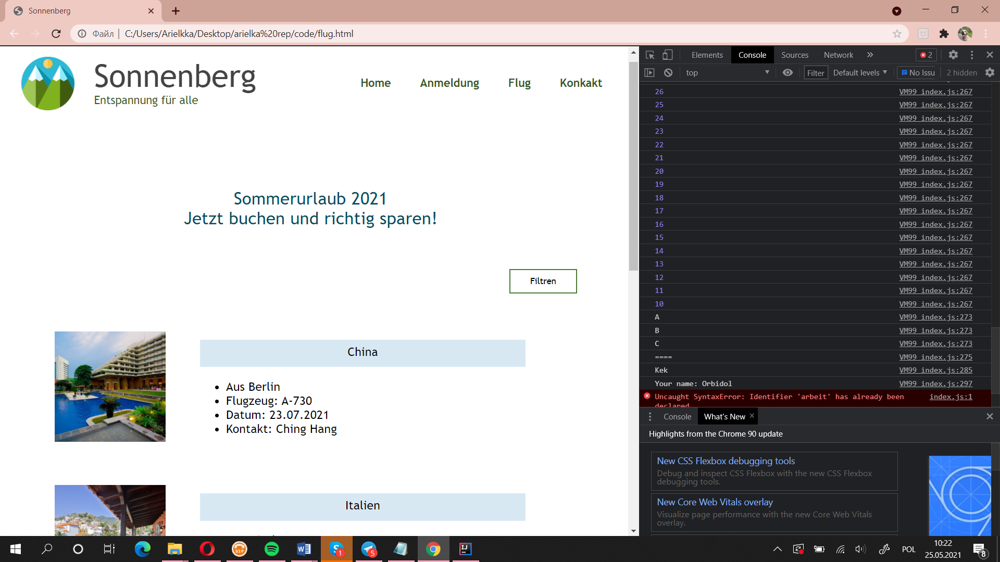 Sonnenberg
Файл
C:/Users/Arielkka/Desktop/arielka%20rep/code/flug.html
Sonnenberg
Entspannung für alle
Home
Anmeldung
Flug
Konkakt
Sommerurlaub 2021
Jetzt buchen und richtig sparen!
Filtren
China
Aus Berlin
Flugzeug: A-730
Datum: 23.07.2021
Kontakt: Ching Hang
Italien
Elements
Console
Sources
Network
2
top
Filter
Default levels
No Issu
2 hidden
26 VM99 index.js:267
25 VM99 index.js:267
24 VM99 index.js:267
23 VM99 index.js:267
22 VM99 index.js:267
21 VM99 index.js:267
20 VM99 index.js:267
19 VM99 index.js:267
18 VM99 index.js:267
17 VM99 index.js:267
16 VM99 index.js:267
15 VM99 index.js:267
14 VM99 index.js:267
13 VM99 index.js:267
12 VM99 index.js:267
11 VM99 index.js:267
10 VM99 index.js:267
A VM99 index.js:273
B VM99 index.js:273
C VM99 index.js:273
==== VM99 index.js:275
Kek VM99 index.js:285
Your name: Orbidol VM99 index.js:297
Uncaught SyntaxError: Identifier 'arbeit' has already been index.js:1
declared
Console
What's New
Highlights from the Chrome 90 update
New CSS Flexbox debugging tools
Debug and inspect CSS Flexbox with the new CSS Flexbox
debugging tools.
New Core Web Vitals overlay
Visualize page performance with the new Core Web Vitals
overlay.
SIP
W
S
1
5
IJ
POL
10:22
25.05.2021
8